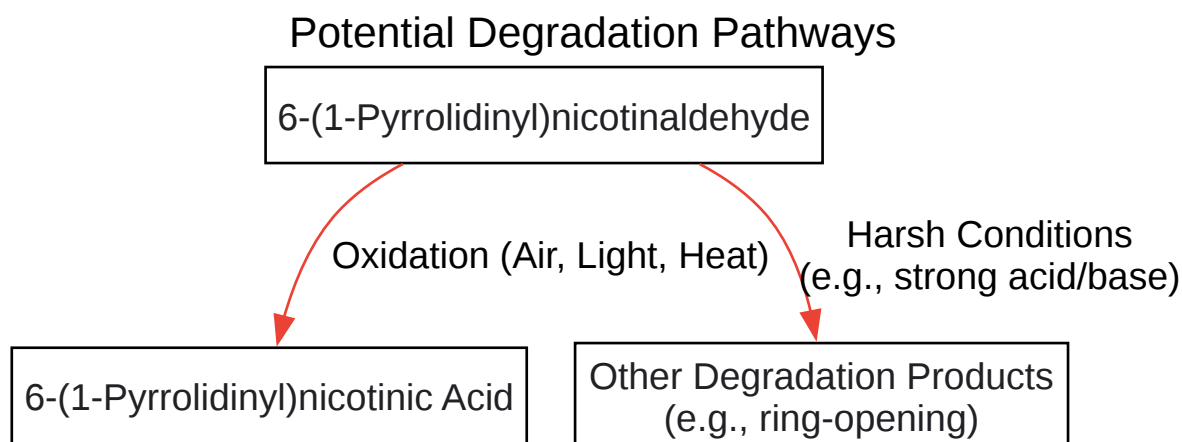 Potential Degradation Pathways
6-(1-Pyrrolidinyl)nicotinaldehyde
Oxidation (Air, Light, Heat)
Harsh Conditions
(e.g., strong acid/base)
6-(1-Pyrrolidinyl)nicotinic Acid
Other Degradation Products
(e.g., ring-opening)